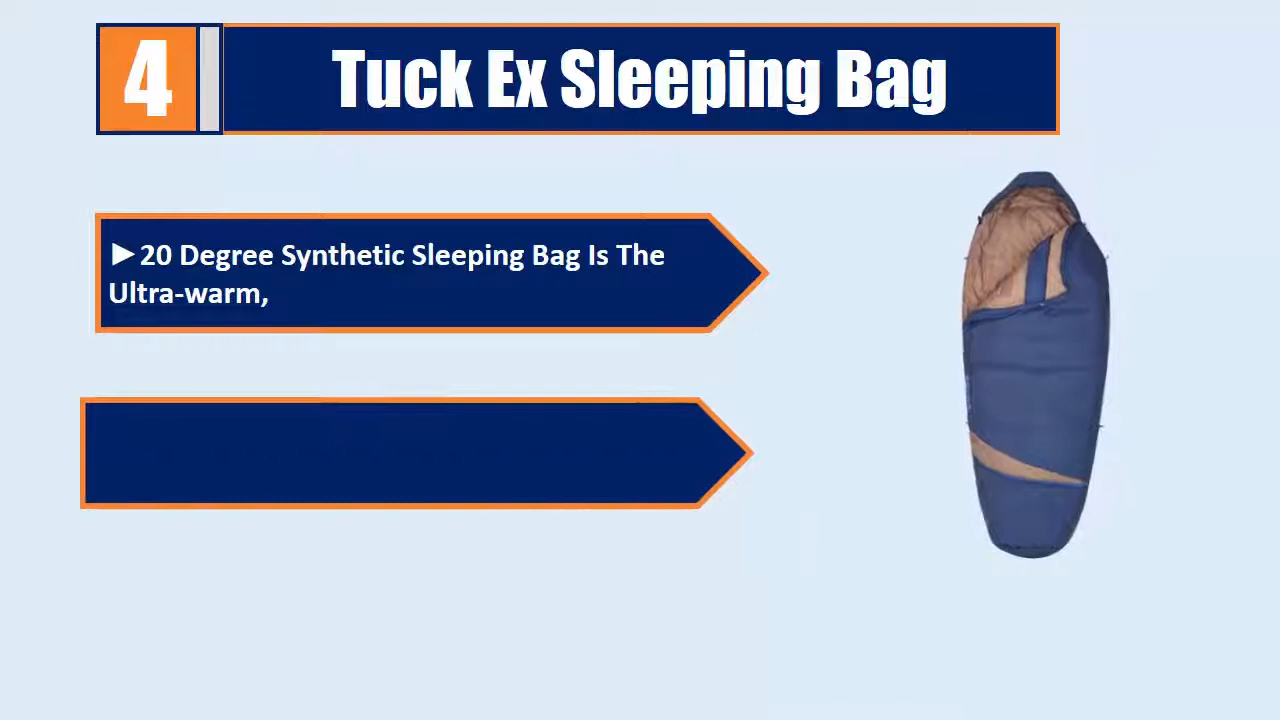 4
Tuck Ex Sleeping Bag
►20 Degree Synthetic Sleeping Bag Is The
Ultra-warm,